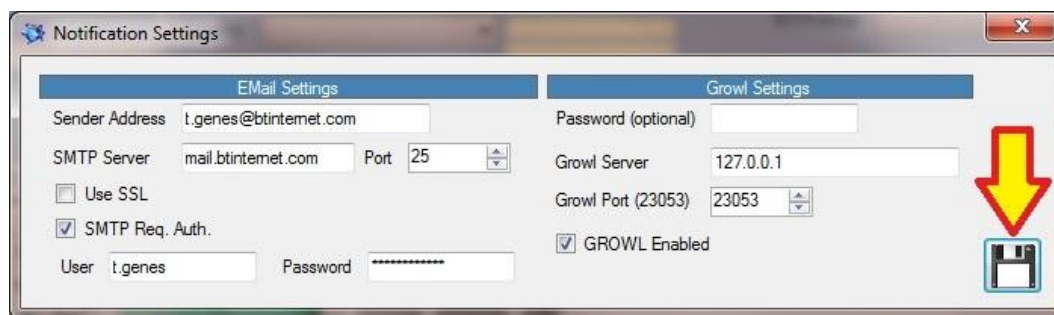 Notification Settings
EMail Settings
Sender Address t.genes@btinternet.com
SMTP Server mail.btinternet.com Port 25
Use SSL
SMTP Req. Auth.
User t.genes Password ************
Growl Settings
Password (optional)
Growl Server 127.0.0.1
Growl Port (23053) 23053
GROWL Enabled